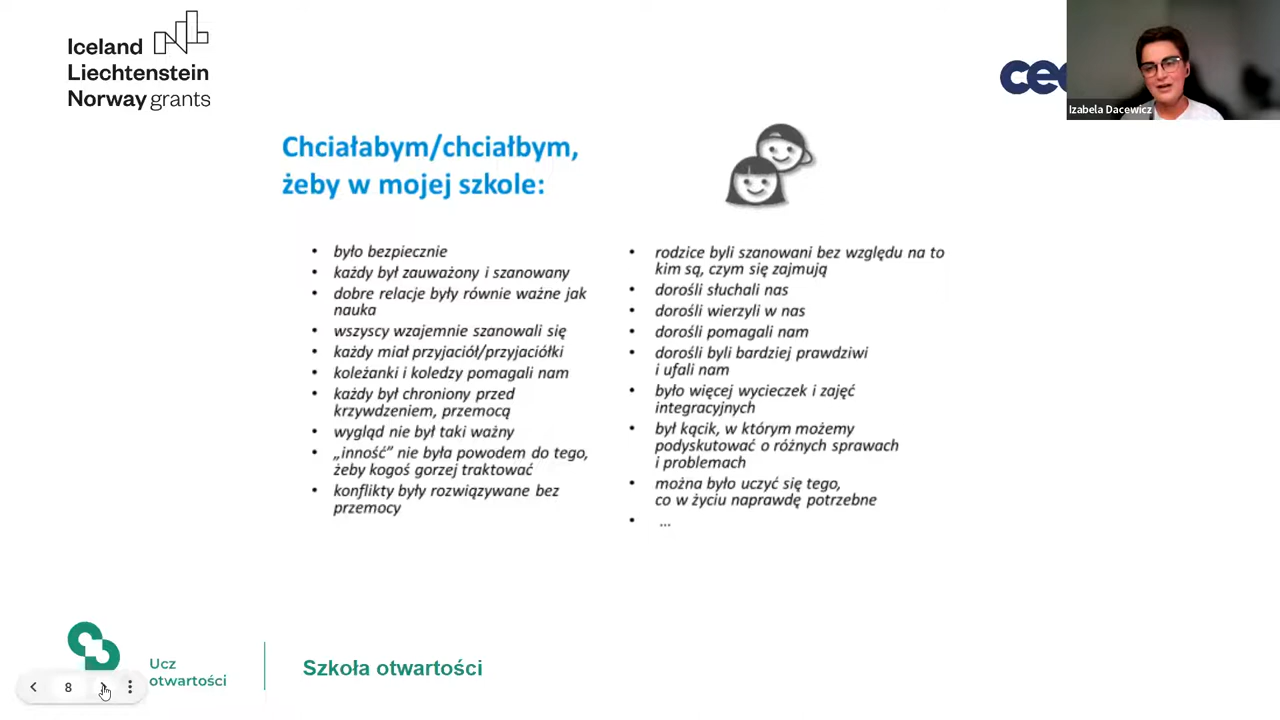 Iceland
Liechtenstein
Norway grants
Izabela Dacewicz
Chciałabym/chciałbym,
żeby w mojej szkole:
• było bezpiecznie
• każdy był zauważony i szanowany
• dobre relacje były równie ważne jak
nauka
• wszyscy wzajemnie szanowali się
• każdy miał przyjaciół/przyjaciółki
• koleżanki i koledzy pomagali nam
• każdy był chroniony przed
krzywdzeniem, przemocą
• wygląd nie był taki ważny
• „inność” nie była powodem do tego,
żeby kogoś gorzej traktować
• konflikty były rozwiązywane bez
przemocy
• rodzice byli szanowani bez względu na to
kim są, czym się zajmują
• dorośli słuchali nas
• dorośli wierzyli w nas
• dorośli pomagali nam
• dorośli byli bardziej prawdziwi
i ufali nam
• było więcej wycieczek i zajęć
integracyjnych
• był kącik, w którym możemy
podyskutować o różnych sprawach
i problemach
• można było uczyć się tego,
co w życiu naprawdę potrzebne
• ...
Ucz
otwartości
Szkoła otwartości
8